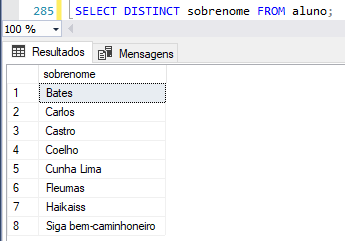 285 SELECT DISTINCT sobrenome FROM aluno;
100 %
Resultados Mensagens
sobrenome
1 Bates
2 Carlos
3 Castro
4 Coelho
5 Cunha Lima
6 Fleumas
7 Haikaiss
8 Siga bem-caminhoneiro